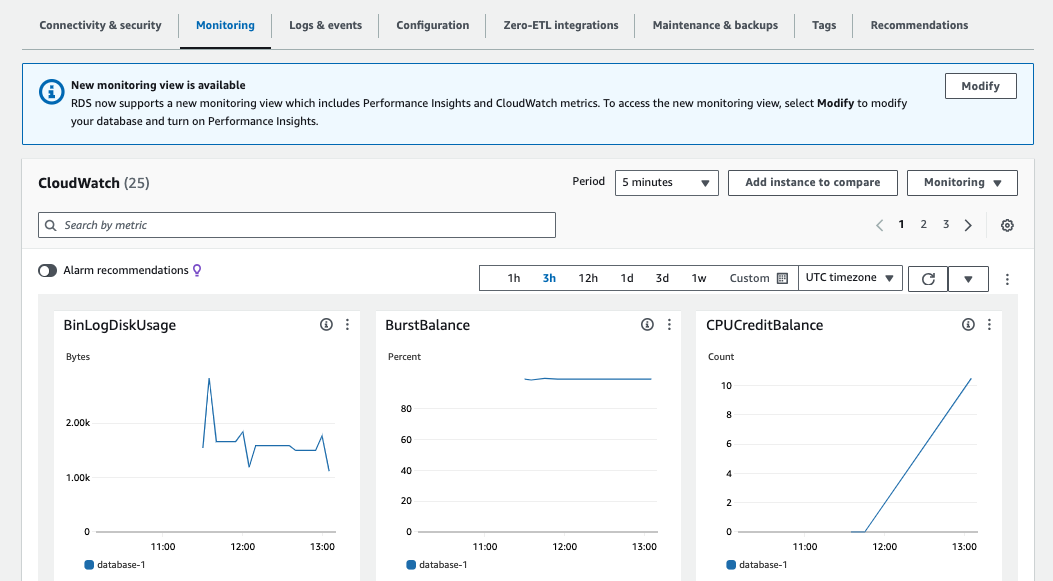 Connectivity & security
Monitoring
Logs & events
Configuration
Zero-ETL integrations
Maintenance & backups
Tags
Recommendations
New monitoring view is available
RDS now supports a new monitoring view which includes Performance Insights and CloudWatch metrics. To access the new monitoring view, select Modify to modify
your database and turn on Performance Insights.
Modify
CloudWatch (25)
Period
5 minutes
Add instance to compare
Monitoring
Search by metric
1
2
3
Alarm recommendations
1h
3h
12h
1d
3d
1w
Custom
UTC timezone
BinLogDiskUsage
Bytes
2.00k
1.00k
0
11:00
12:00
13:00
database-1
BurstBalance
Percent
80
60
40
20
0
11:00
12:00
13:00
database-1
CPUCreditBalance
Count
10
8
6
4
2
0
11:00
12:00
13:00
database-1